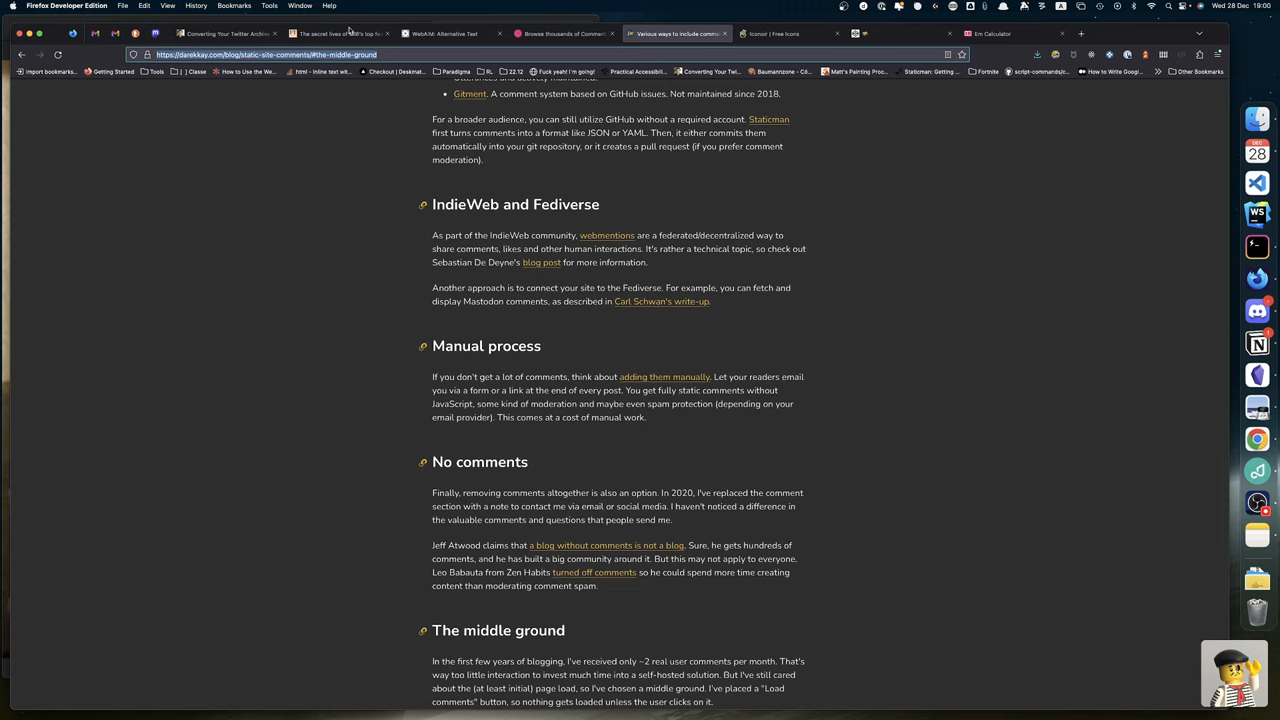 Firefox Developer Edition File Edit View History Bookmarks Tools Window Help
Wed 28 Dec 19:00
Converting Your Twitter Archive
WebAIM: Alternative Text
Browse thousands of Comment
Various ways to include comme
Iconoir | Free Icons
Em Calculator
https://darekkay.com/blog/static-site-comments/#the-middle-ground
Import bookmarks... Getting Started Tools How to Use the We... html - Inline text wit... Checkout | Deskmat... Paradigma RL 22.12 Fuck yeah! I'm going... Practical Accessibili... Converting Your Twi... Baumannzone - Cod... Matt's Painting Proc... Staticman: Getting ... Fortnite script-commands/c... How to Write Googl... Other Bookmarks
Gitment. A comment system based on GitHub issues. Not maintained since 2018.
For a broader audience, you can still utilize GitHub without a required account. Staticman
first turns comments into a format like JSON or YAML. Then, it either commits them
automatically into your git repository, or it creates a pull request (if you prefer comment
moderation).
IndieWeb and Fediverse
As part of the IndieWeb community, webmentions are a federated/decentralized way to
share comments, likes and other human interactions. It's rather a technical topic, so check out
Sebastian De Deyne's blog post for more information.
Another approach is to connect your site to the Fediverse. For example, you can fetch and
display Mastodon comments, as described in Carl Schwan's write-up.
Manual process
If you don't get a lot of comments, think about adding them manually. Let your readers email
you via a form or a link at the end of every post. You get fully static comments without
JavaScript, some kind of moderation and maybe even spam protection (depending on your
email provider). This comes at a cost of manual work.
No comments
Finally, removing comments altogether is also an option. In 2020, I've replaced the comment
section with a note to contact me via email or social media. I haven't noticed a difference in
the valuable comments and questions that people send me.
Jeff Atwood claims that a blog without comments is not a blog. Sure, he gets hundreds of
comments, and he has built a big community around it. But this may not apply to everyone.
Leo Babauta from Zen Habits turned off comments so he could spend more time creating
content than moderating comment spam.
The middle ground
In the first few years of blogging, I've received only ~2 real user comments per month. That's
way too little interaction to invest much time into a self-hosted solution. But I've still cared
about the (at least initial) page load, so I've chosen a middle ground. I've placed a "Load
comments" button, so nothing gets loaded unless the user clicks on it.
DEC
28
WS